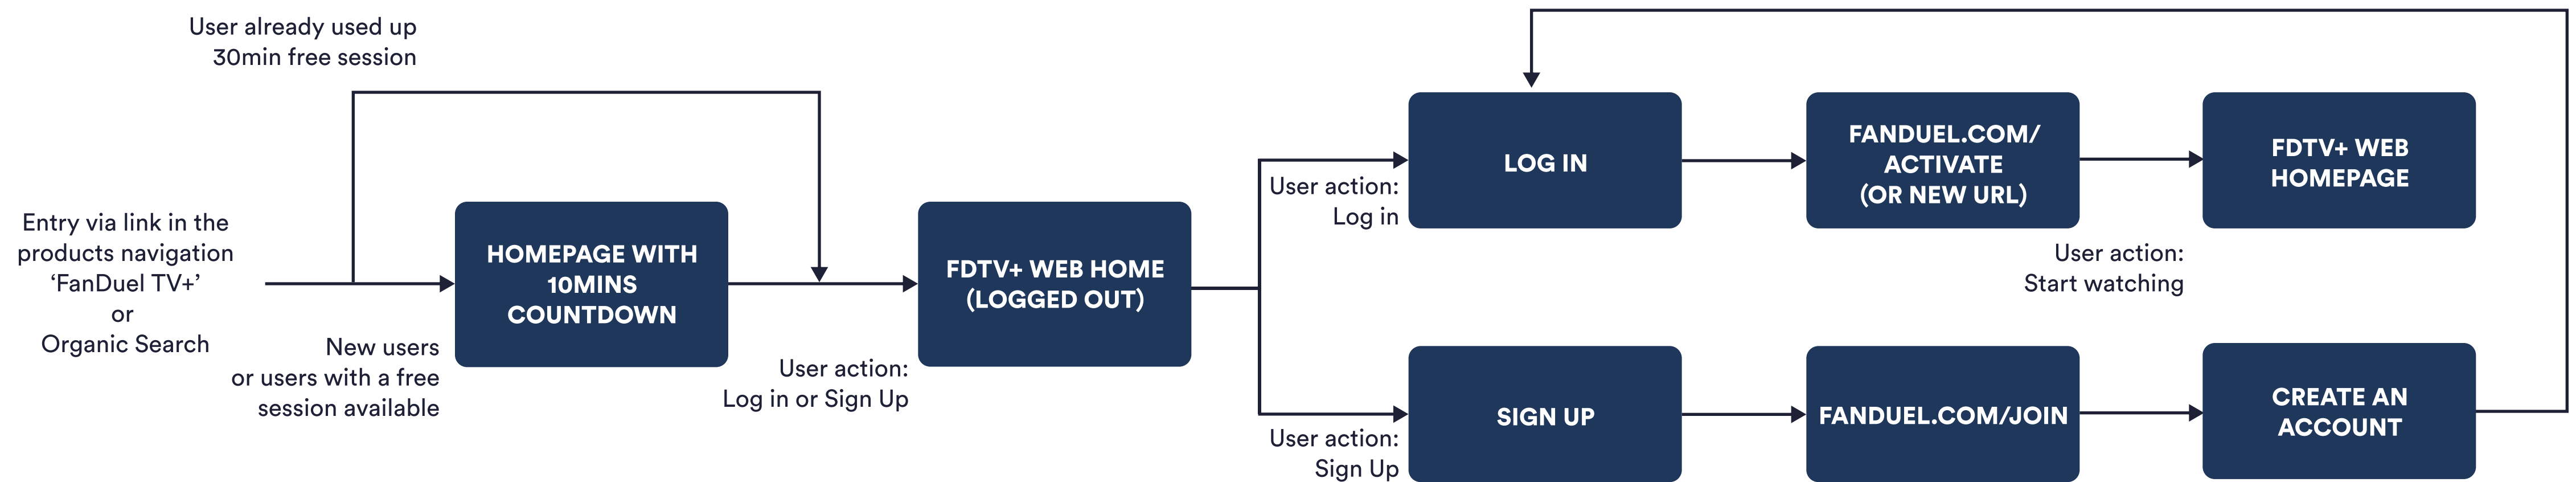 User already used up
30min free session
Entry via link in the
products navigation
‘FanDuel TV+’
or
Organic Search
New users
or users with a free
session available
HOMEPAGE WITH
10MINS
COUNTDOWN
User action:
Log in or Sign Up
FDTV+ WEB HOME
(LOGGED OUT)
User action:
Log in
LOG IN
FANDUEL.COM/
ACTIVATE
(OR NEW URL)
User action:
Start watching
FDTV+ WEB
HOMEPAGE
User action:
Sign Up
SIGN UP
FANDUEL.COM/JOIN
CREATE AN
ACCOUNT